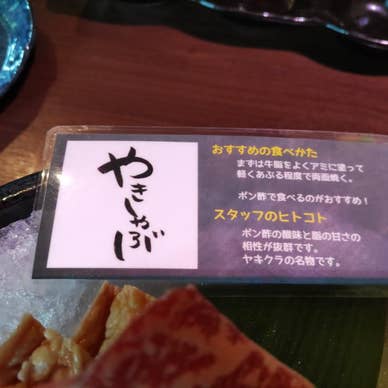 やきしゃぶ
おすすめの食べかた
まずは牛脂をよくアミに塗って
軽くあぶる程度で両面焼く。
ポン酢で食べるのがおすすめ！
スタッフのヒトコト
ポン酢の酸味と脂の甘さの
相性が抜群です。
ヤキクラの名物です。